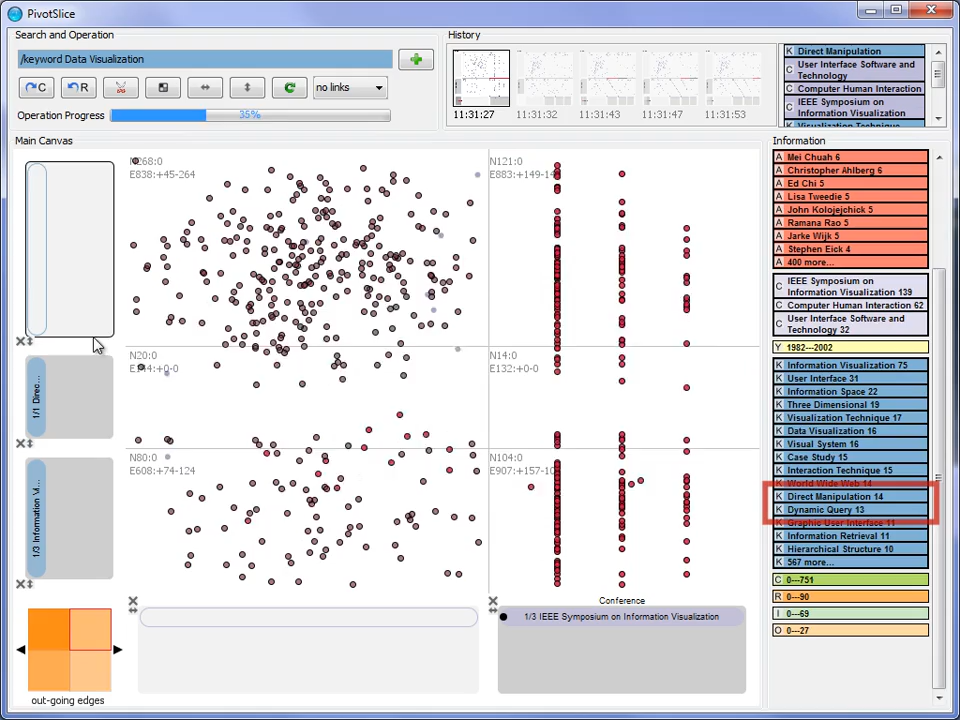 PivotSlice
Search and Operation
/keyword Data Visualization
C
R
no links
Operation Progress
35%
History
11:31:27
11:31:32
11:31:43
11:31:47
11:31:53
K Direct Manipulation
C User Interface Software and
Technology
C Computer Human Interaction
C IEEE Symposium on
Information Visualization
K Visualization Technique
Main Canvas
N268:0
E838:+45-264
N121:0
E883:+149-14
N20:0
N14:0
E132:+0-0
N80:0
E608:+74-124
N104:0
E907:+157-10
1/1 Direc...
1/3 Information Vi...
Conference
1/3 IEEE Symposium on Information Visualization
out-going edges
Information
A Mei Chuah 6
A Christopher Ahlberg 6
A Ed Chi 5
A Lisa Tweedie 5
A John Kolojejchick 5
A Ramana Rao 5
A Jarke Wijk 5
A Stephen Eick 4
A 400 more...
C IEEE Symposium on
Information Visualization 139
C Computer Human Interaction 62
C User Interface Software and
Technology 32
Y 1982---2002
K Information Visualization 75
K User Interface 31
K Information Space 22
K Three Dimensional 19
K Visualization Technique 17
K Data Visualization 16
K Visual System 16
K Case Study 15
K Interaction Technique 15
K World Wide Web 14
K Direct Manipulation 14
K Dynamic Query 13
K Graphic User Interface 11
K Information Retrieval 11
K Hierarchical Structure 10
K 567 more...
C 0---751
R 0---90
I 0---69
O 0---27